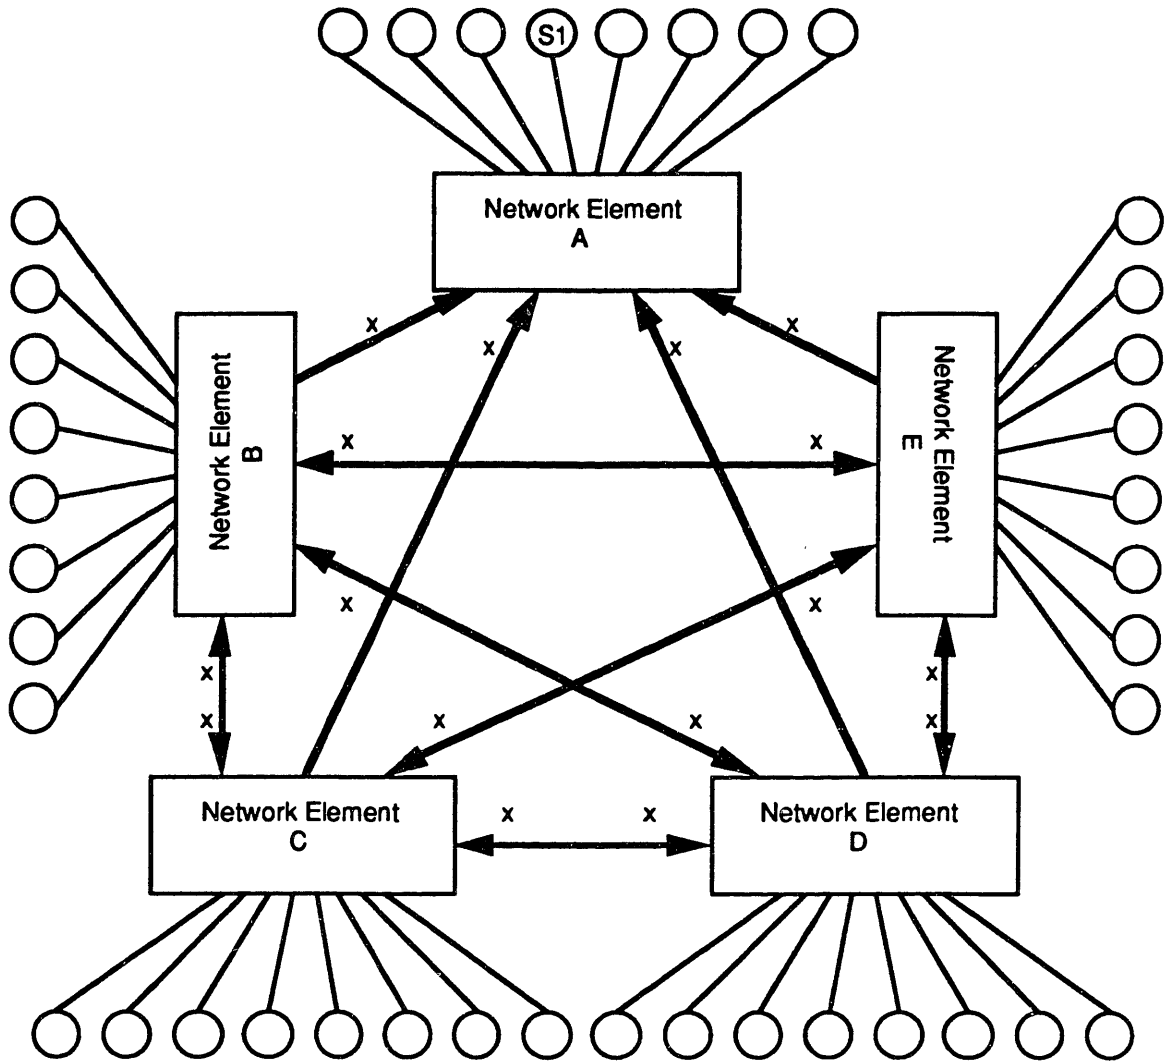 S1
Network Element
A
x
x
x
x
Network Element
B
Network Element
E
x
x
x
x
x
x
x
x
x
x
Network Element
C
x
x
Network Element
D